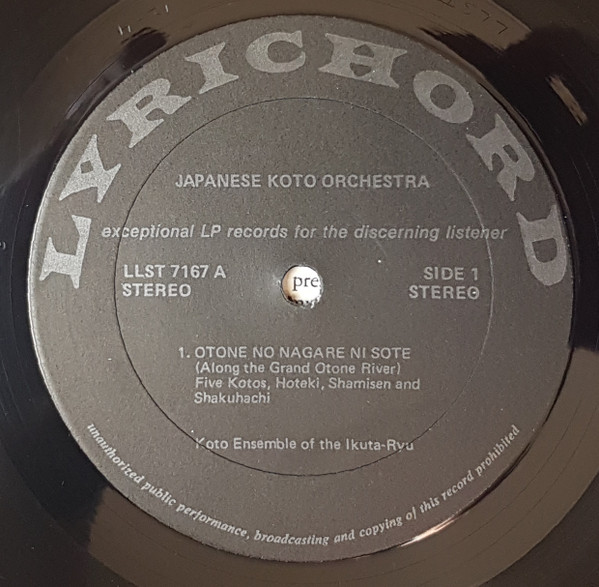 LYRICHORD
JAPANESE KOTO ORCHESTRA
exceptional LP records for the discerning listener
LLST 7167 A
STEREO
SIDE 1
STEREO
pre
1. OTONE NO NAGARE NI SOTE
(Along the Grand Otone River)
Five Kotos, Hoteki, Shamisen and
Shakuhachi
Koto Ensemble of the Ikuta-Ryu
unauthorized public performance, broadcasting and copying of this record prohibited